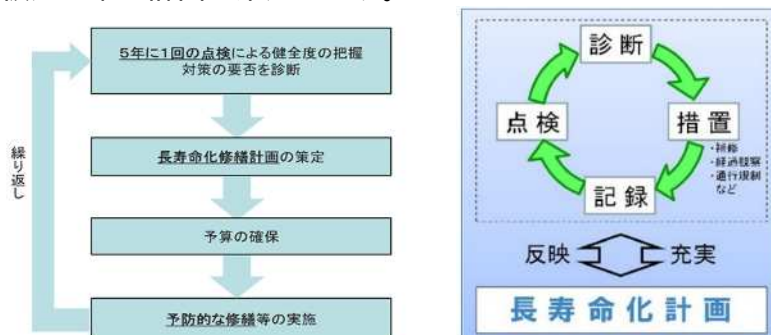 5年に1回の点検による健全度の把握
対策の要否を診断
長寿命化修繕計画の策定
予算の確保
予防的な修繕等の実施
繰り返し
診断
点検
措置
・補修
・経過観察
・通行規制
など
記録
反映
充実
長寿命化計画